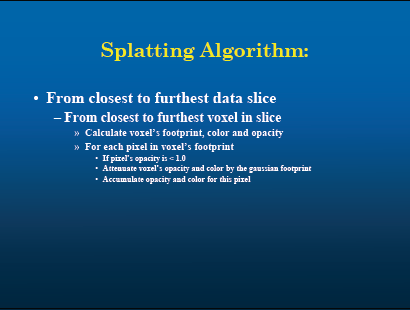 Splatting Algorithm:
• From closest to furthest data slice
– From closest to furthest voxel in slice
» Calculate voxel's footprint, color and opacity
» For each pixel in voxel's footprint
• If pixel's opacity is < 1.0
• Attenuate voxel's opacity and color by the gaussian footprint
• Accumulate opacity and color for this pixel